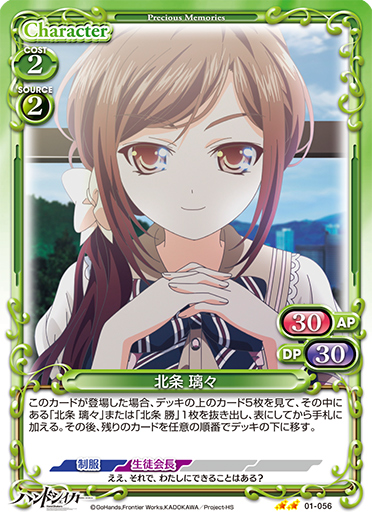 Precious Memories
Character
COST
2
SOURCE
2
30 AP
DP 30
北条 璃々
このカードが登場した場合、デッキの上のカード5枚を見て、その中に
ある「北条 璃々」または「北条 勝」1枚を抜き出し、表にしてから手札に
加える。その後、残りのカードを任意の順番でデッキの下に移す。
制服 生徒会長
ええ、それで、わたしにできることはある?
ハンドシェイカー
©GoHands,Frontier Works,KADOKAWA／Project-HS
01-056